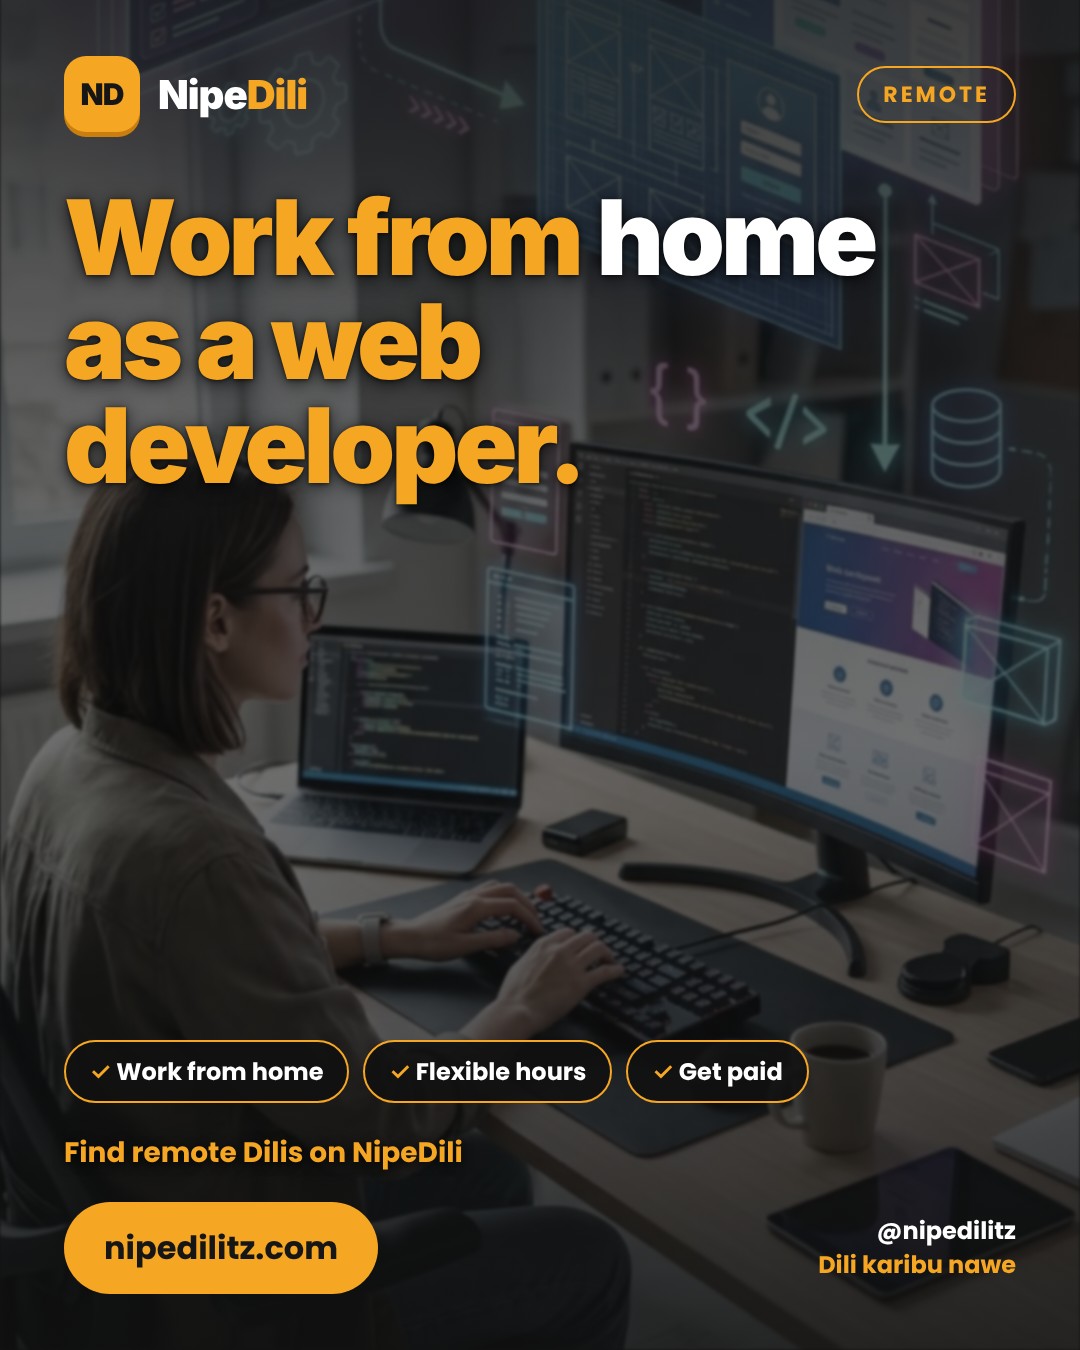 ND
NipeDili
REMOTE
Work from home
as a web
developer.
✓ Work from home
✓ Flexible hours
✓ Get paid
Find remote Dilis on NipeDili
nipedilitz.com
@nipedilitz
Dili karibu nawe